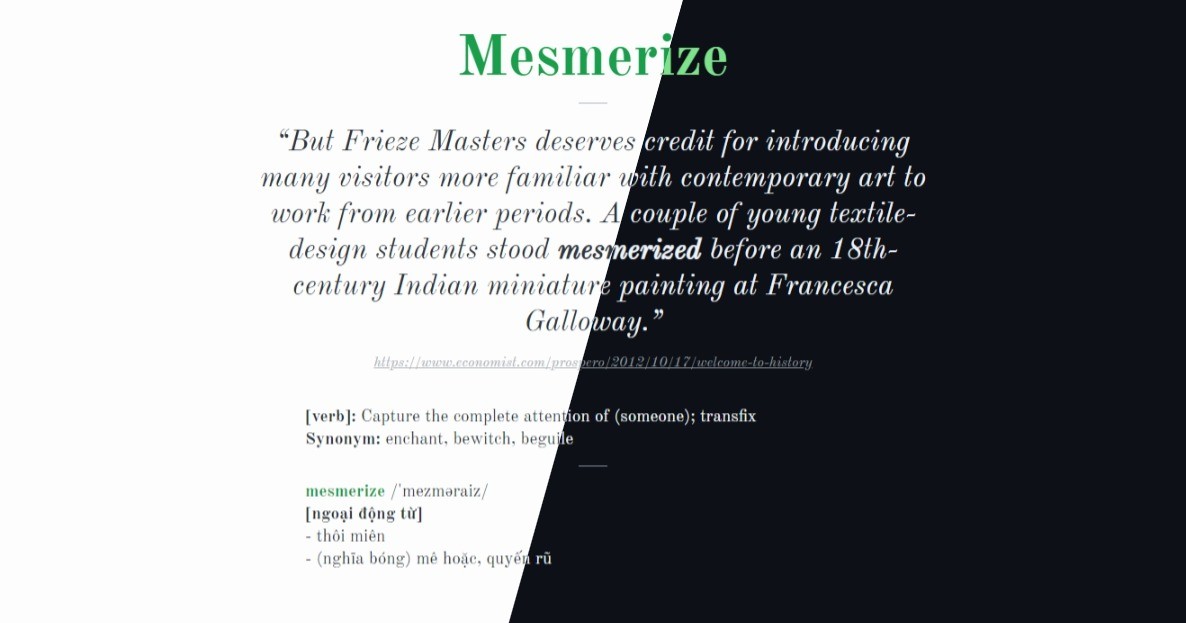 Mesmerize
“But Frieze Masters deserves credit for introducing
many visitors more familiar with contemporary art to
work from earlier periods. A couple of young textile-
design students stood mesmerized before an 18th-
century Indian miniature painting at Francesca
Galloway.”
https://www.economist.com/prospero/2012/10/17/welcome-to-history
[verb]: Capture the complete attention of (someone); transfix
Synonym: enchant, bewitch, beguile
mesmerize /'mezməraiz/
[ngoại động từ]
- thôi miên
- (nghĩa bóng) mê hoặc, quyến rũ